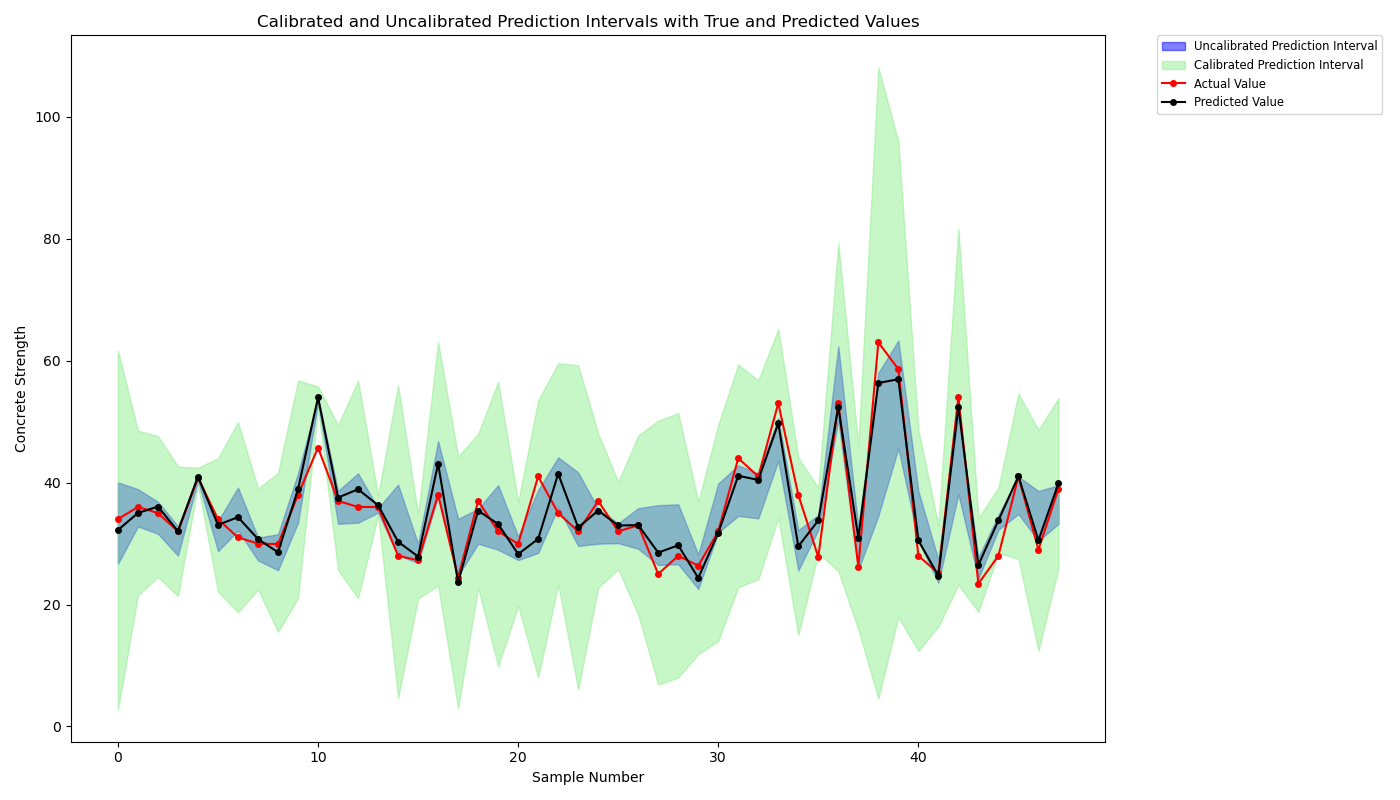 Calibrated and Uncalibrated Prediction Intervals with True and Predicted Values
Uncalibrated Prediction Interval
Calibrated Prediction Interval
Actual Value
Predicted Value
Concrete Strength
100
80
60
40
20
0
0 10 20 30 40
Sample Number